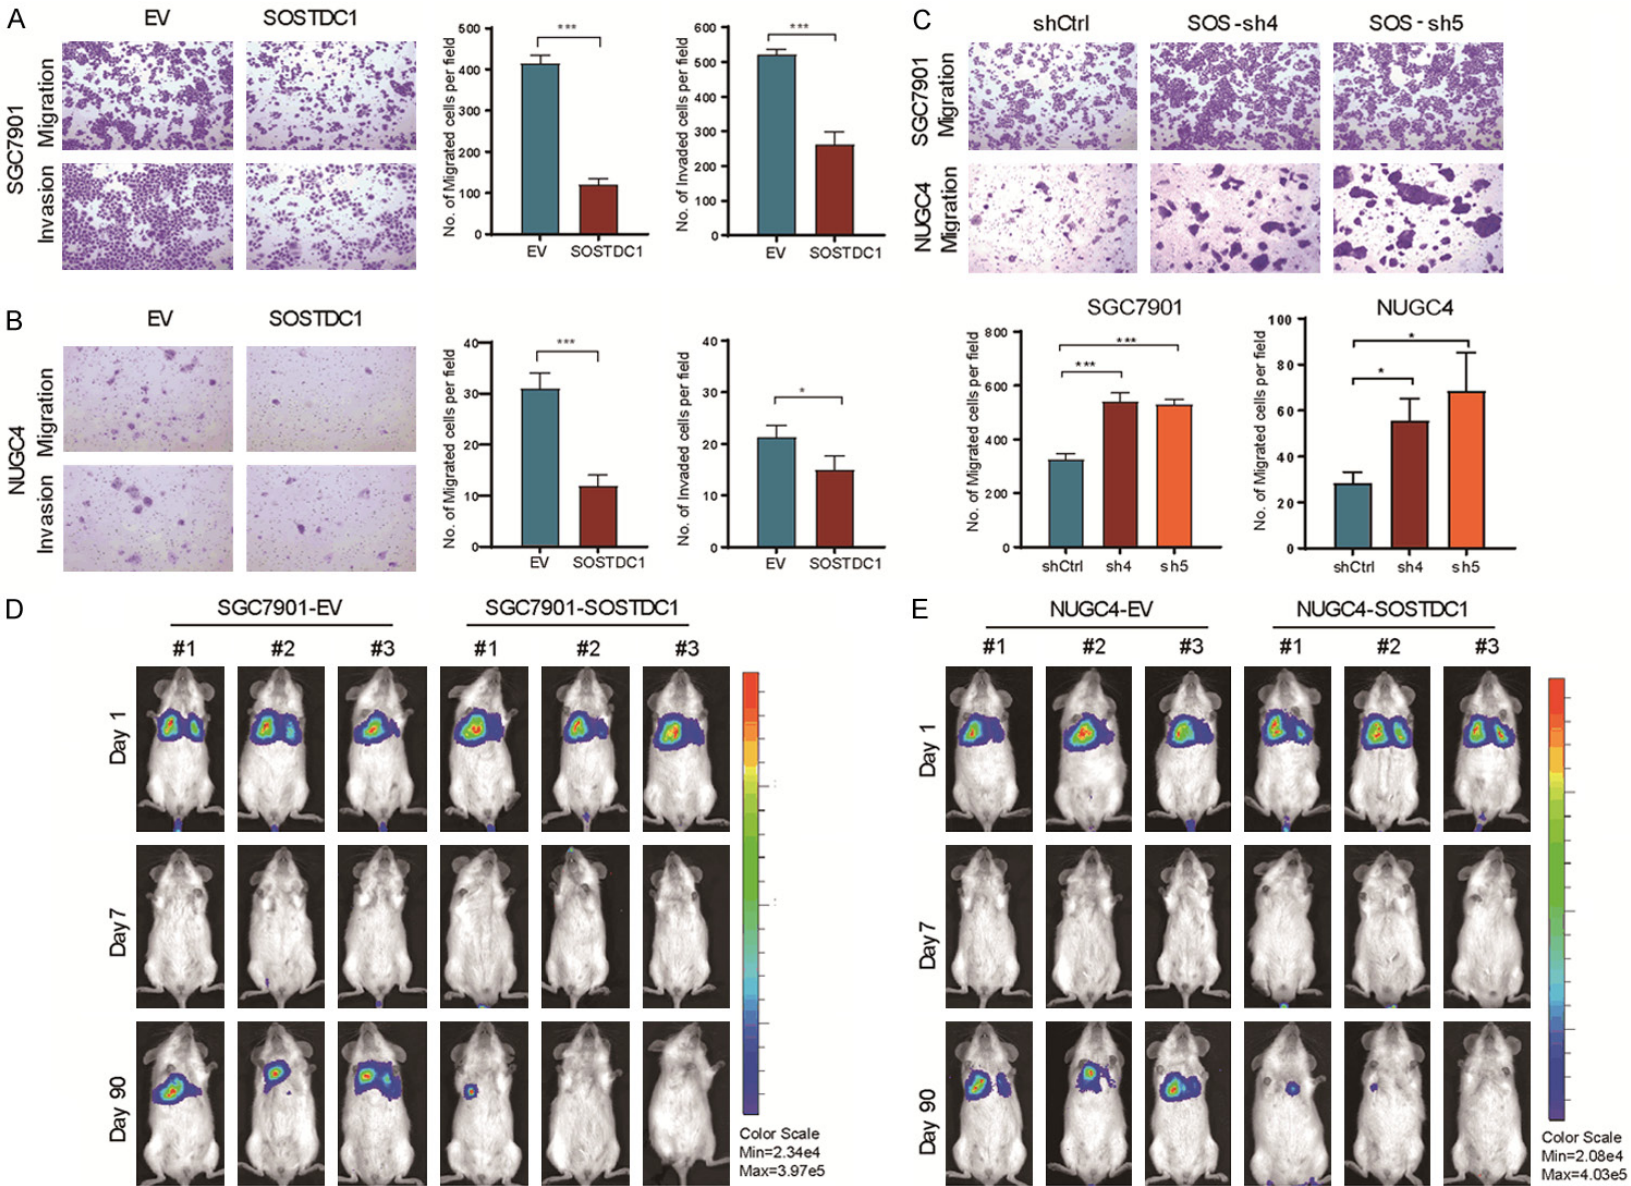 A
EV
SOSTDC1
SGC7901
Migration
Invasion
No. of Migrated cells per field
500
400
300
200
100
0
***
EV
SOSTDC1
No. of Invaded cells per field
600
500
400
300
200
100
0
***
EV
SOSTDC1
B
EV
SOSTDC1
NUGC4
Migration
Invasion
No. of Migrated cells per field
40
30
20
10
0
***
EV
SOSTDC1
No. of Invaded cells per field
40
30
20
10
0
*
EV
SOSTDC1
C
shCtrl
SOS-sh4
SOS-sh5
SGC7901
Migration
NUGC4
Migration
SGC7901
No. of Migrated cells per field
800
600
400
200
0
***
***
shCtrl
sh4
sh5
NUGC4
No. of Migrated cells per field
100
80
60
40
20
0
*
*
shCtrl
sh4
sh5
D
SGC7901-EV
SGC7901-SOSTDC1
#1 #2 #3 #1 #2 #3
Day 1
Day7
Day 90
Color Scale
Min=2.34e4
Max=3.97e5
E
NUGC4-EV
NUGC4-SOSTDC1
#1 #2 #3 #1 #2 #3
Day 1
Day7
Day 90
Color Scale
Min=2.08e4
Max=4.03e5